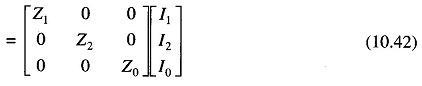 = [Z₁ 0 0] [I₁]
[0 Z₂ 0] [I₂] (10.42)
[0 0 Z₀] [I₀]